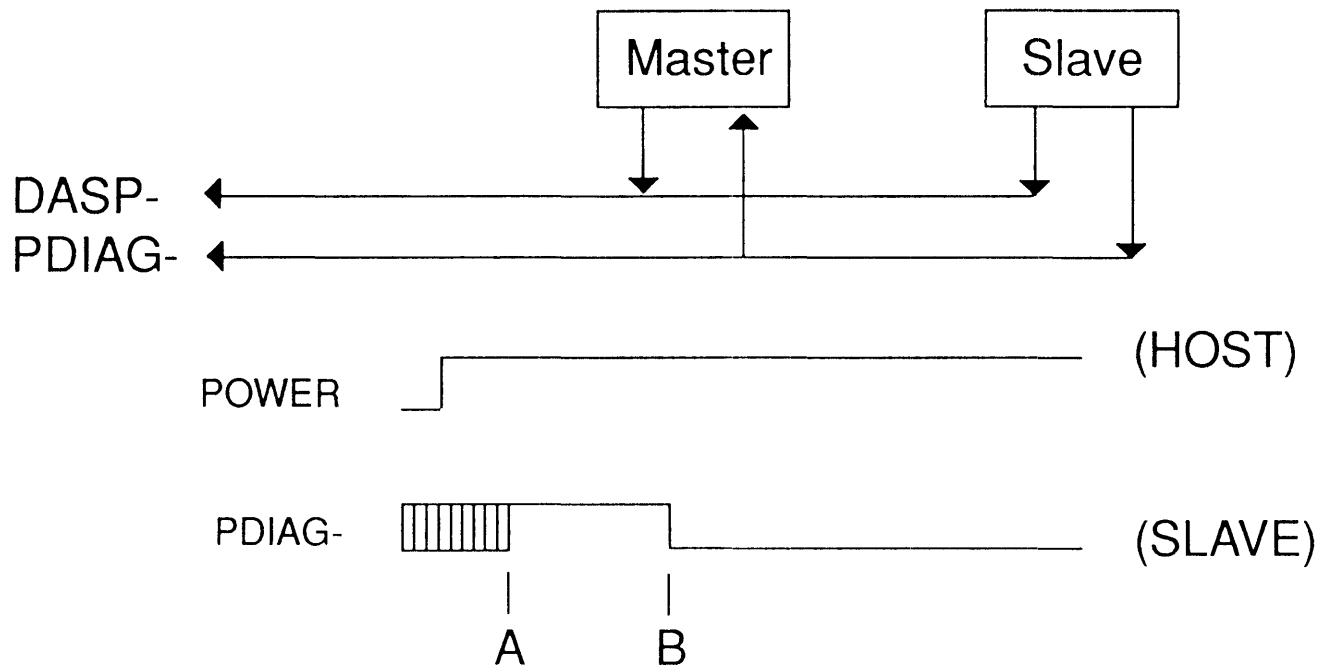 Master
Slave
DASP-
PDIAG-
(HOST)
POWER
PDIAG-
(SLAVE)
A
B